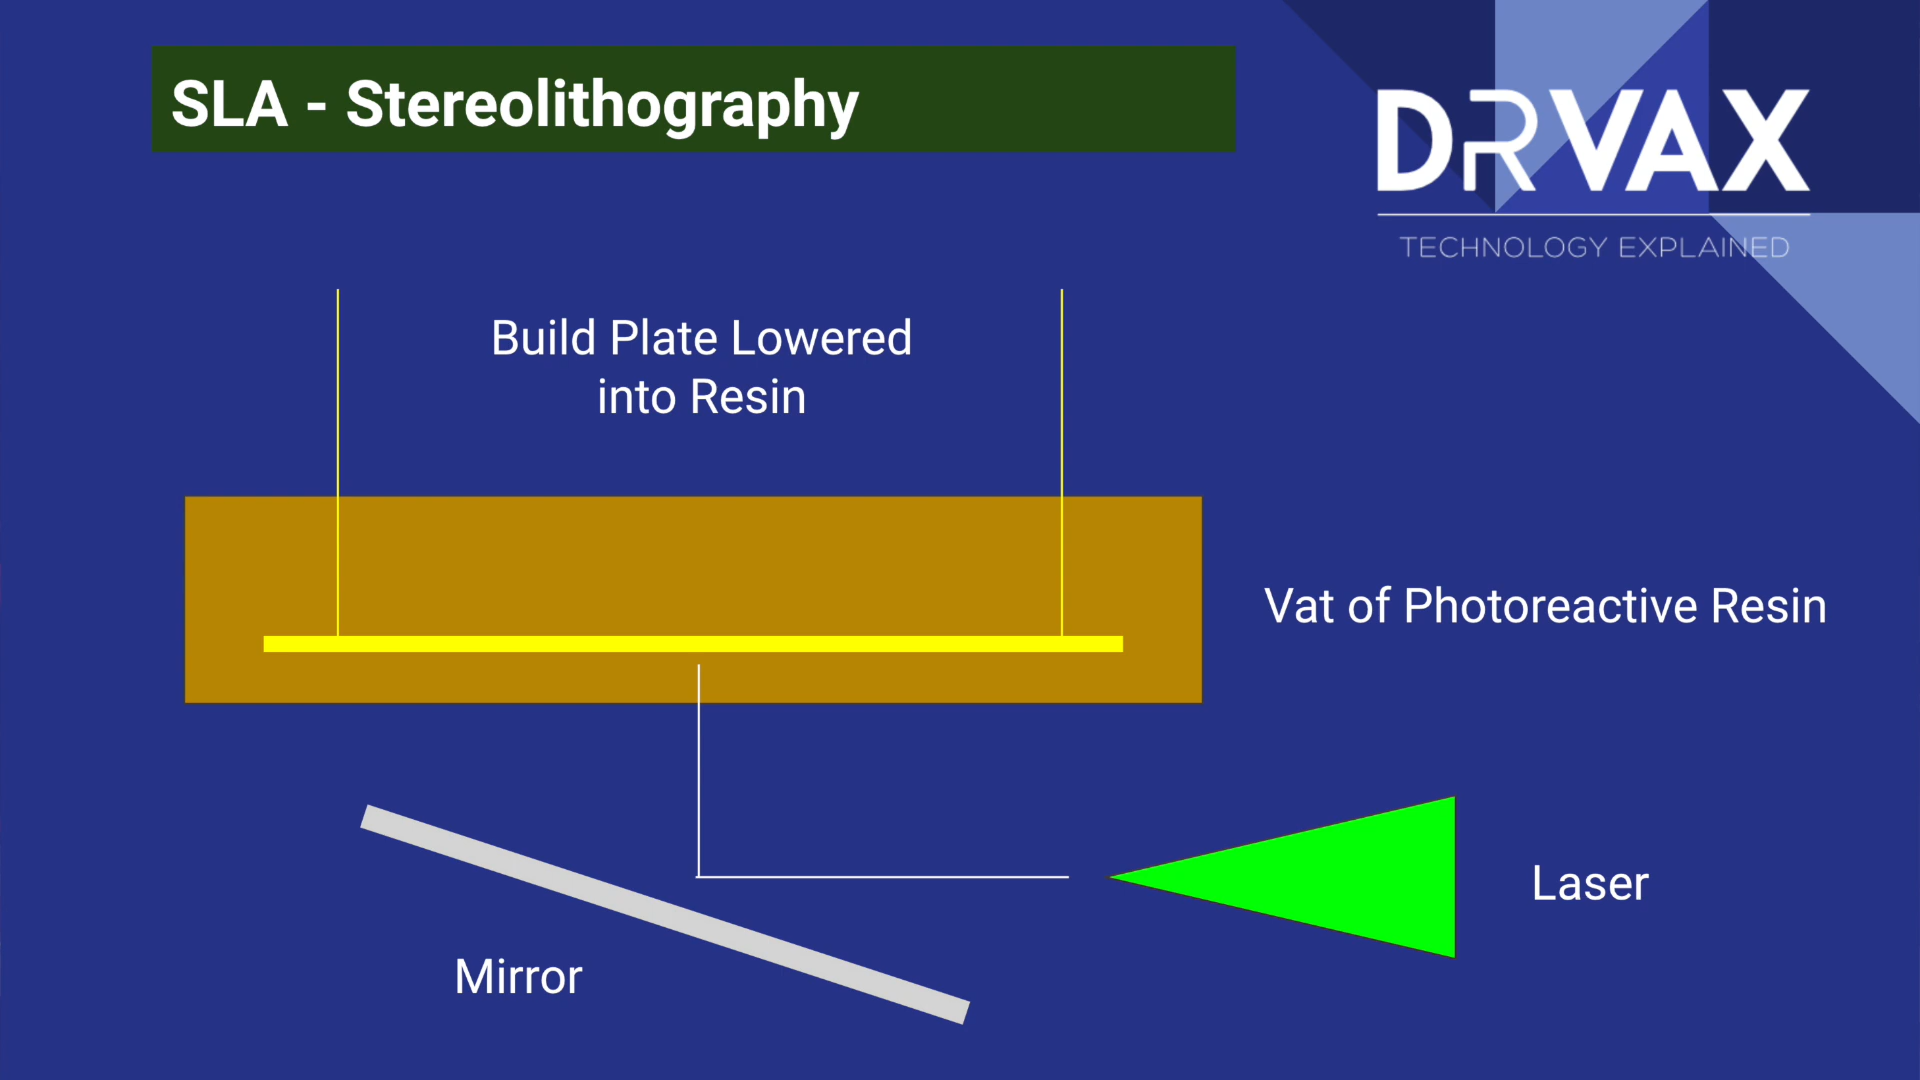 SLA - Stereolithography
DRVAX
TECHNOLOGY EXPLAINED
Build Plate Lowered
into Resin
Vat of Photoreactive Resin
Laser
Mirror